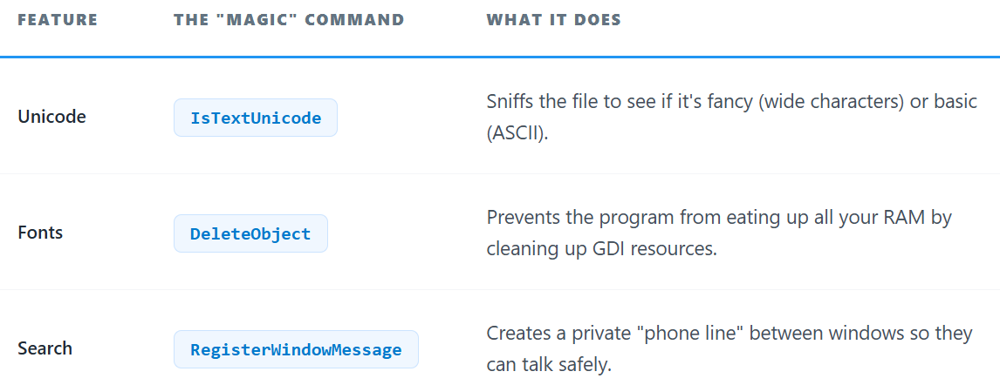 FEATURE THE "MAGIC" COMMAND WHAT IT DOES
Unicode IsTextUnicode Sniffs the file to see if it's fancy (wide characters) or basic
(ASCII).
Fonts DeleteObject Prevents the program from eating up all your RAM by
cleaning up GDI resources.
Search RegisterWindowMessage Creates a private "phone line" between windows so they
can talk safely.